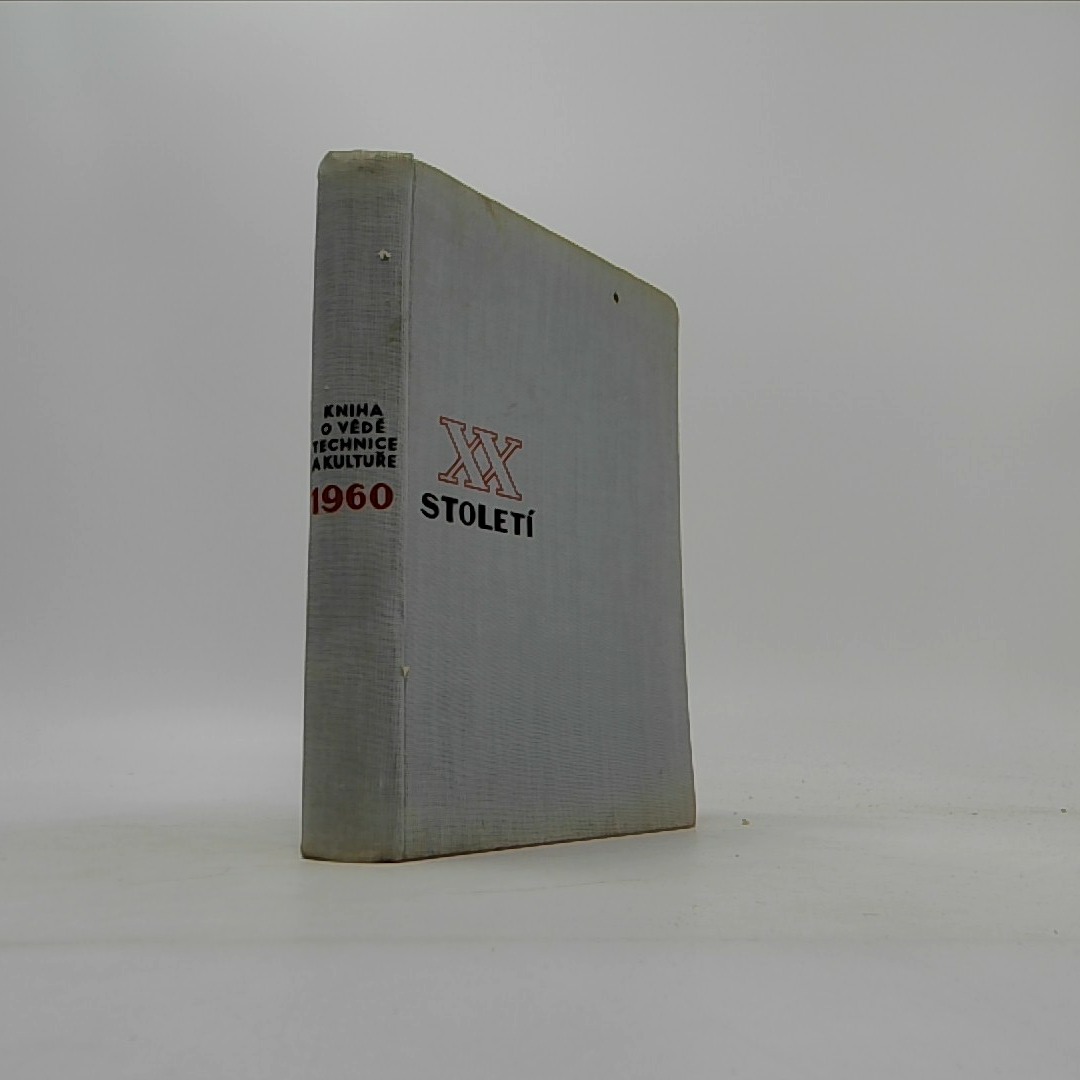 KNIHA
O VĚDĚ
TECHNICE
A KULTUŘE
1960
XX
STOLETÍ